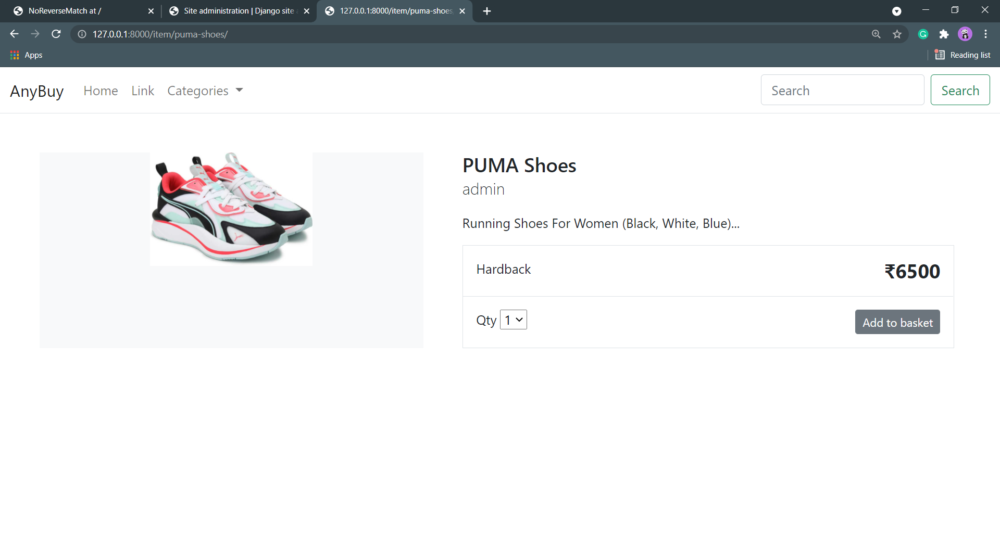 NoReverseMatch at /
Site administration | Django site
127.0.0.1:8000/item/puma-shoes
127.0.0.1:8000/item/puma-shoes/
Apps
Reading list
AnyBuy Home Link Categories Search Search
PUMA Shoes
admin
Running Shoes For Women (Black, White, Blue)...
Hardback ₹6500
Qty 1 Add to basket